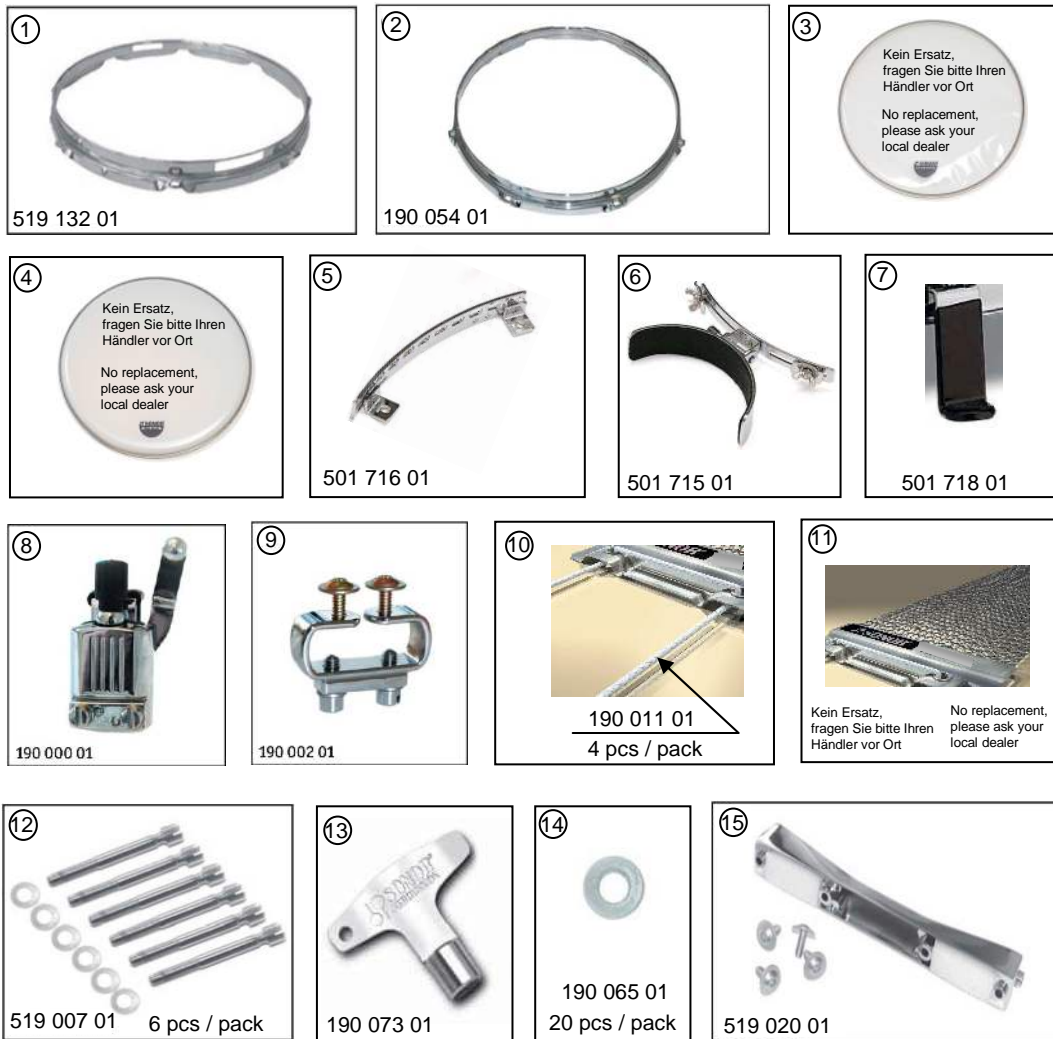 1
519 132 01
2
190 054 01
3
Kein Ersatz,
fragen Sie bitte Ihren
Händler vor Ort
No replacement,
please ask your
local dealer
4
Kein Ersatz,
fragen Sie bitte Ihren
Händler vor Ort
No replacement,
please ask your
local dealer
5
501 716 01
6
501 715 01
7
501 718 01
8
190 000 01
9
190 002 01
10
190 011 01
4 pcs / pack
11
Kein Ersatz,
fragen Sie bitte Ihren
Händler vor Ort
No replacement,
please ask your
local dealer
12
519 007 01 6 pcs / pack
13
190 073 01
14
190 065 01
20 pcs / pack
15
519 020 01